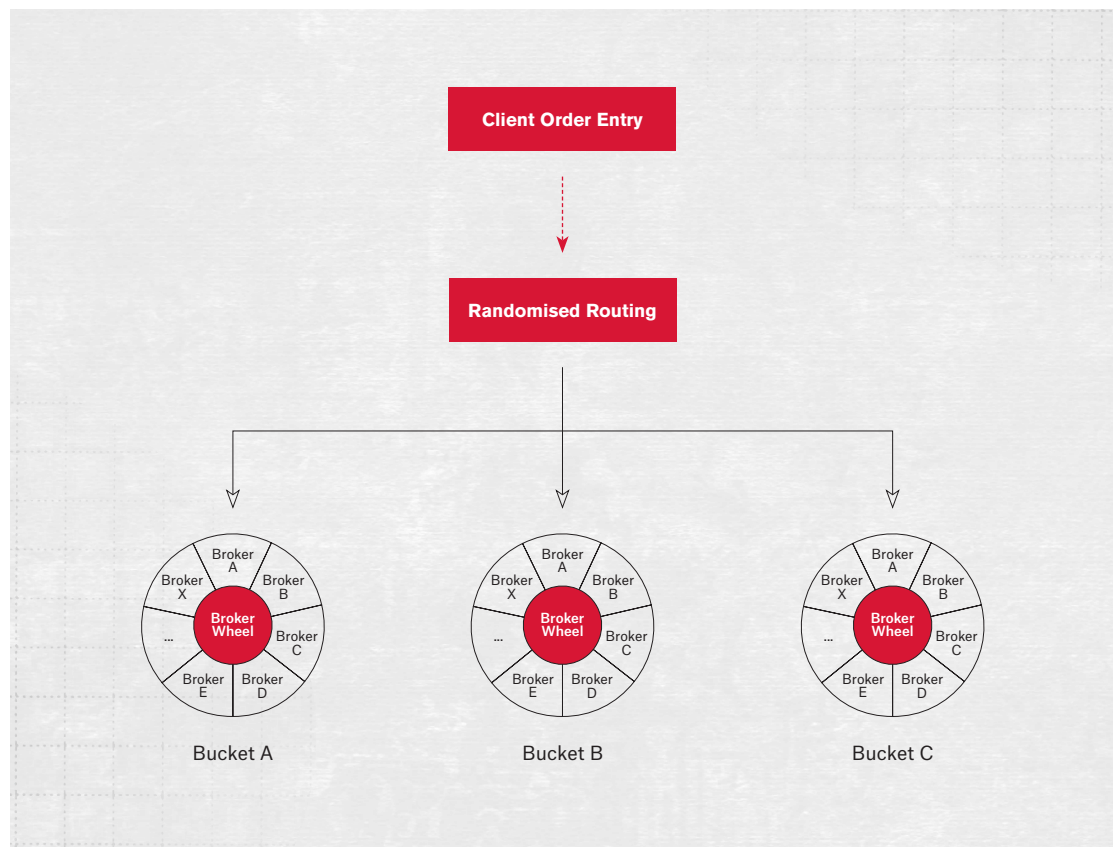 Client Order Entry
Randomised Routing
Broker
A
Broker
B
Broker
C
Broker
D
Broker
E
...
Broker
X
Broker
Wheel
Bucket A
Broker
A
Broker
B
Broker
C
Broker
D
Broker
E
...
Broker
X
Broker
Wheel
Bucket B
Broker
A
Broker
B
Broker
C
Broker
D
Broker
E
...
Broker
X
Broker
Wheel
Bucket C